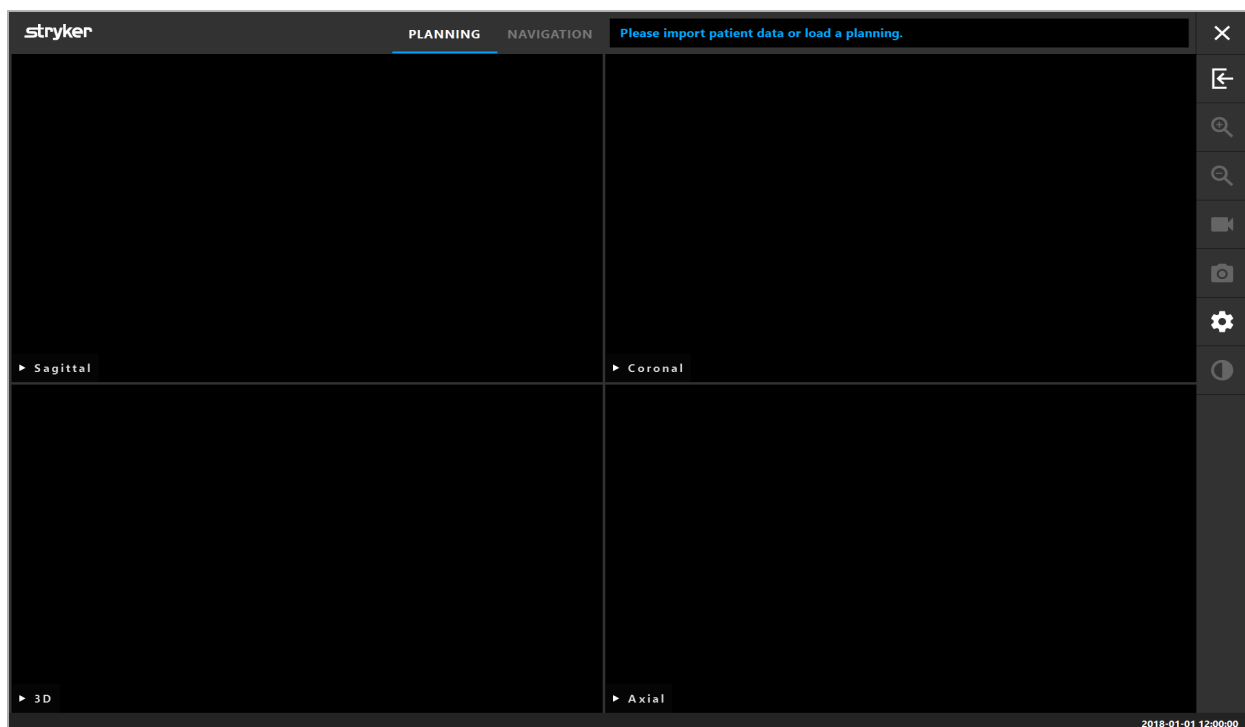 stryker
PLANNING NAVIGATION Please import patient data or load a planning.
Sagittal Coronal
3D Axial
2018-01-01 12:00:00